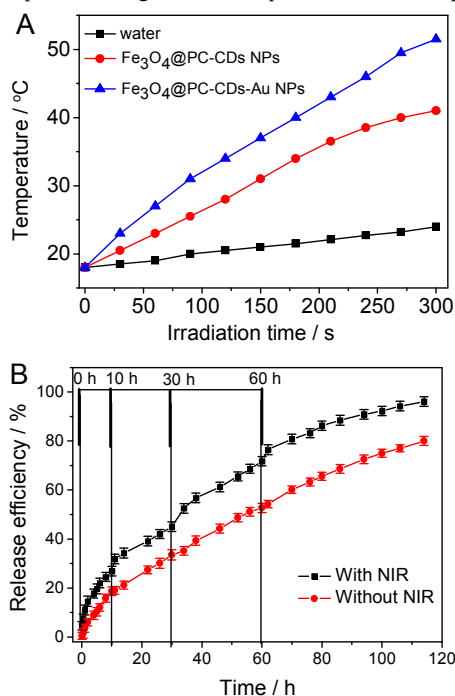 A
water
Fe₃O₄@PC-CDs NPs
Fe₃O₄@PC-CDs-Au NPs
Temperature / °C
50
40
30
20
0 50 100 150 200 250 300
Irradiation time / s
B
0 h 10 h 30 h 60 h
Release efficiency / %
100
80
60
40
20
0
With NIR
Without NIR
0 20 40 60 80 100 120
Time / h